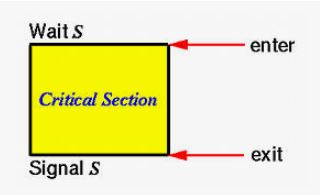 Wait S
enter
Critical Section
exit
Signal S